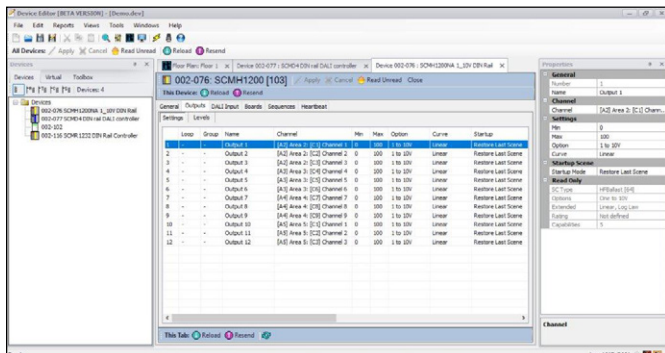 Device Editor [BETA VERSION] - [Demo.dev]
File Edit Reports Views Tools Windows Help
All Devices: Apply Cancel Read Unread Reload Resend
Devices
Floor Plan: Floor 1
Device 002-077 : SCMD4 DIN rail DALI controller
Device 002-076 : SCMH1200NA 1_10V DIN Rail
Properties
Devices Virtual Toolbox
Devices: 4
Devices
002-076 SCMH1200NA 1_10V DIN Rail
002-077 SCMD4 DIN rail DALI controller
002-102
002-116 SCMR1232 DIN Rail Controller
002-076: SCMH1200 [103] Apply Cancel Read Unread Close
This Device: Reload Resend
General Outputs DALI Input Boards Sequences Heartbeat
Settings Levels
Loop Group Name Channel Min Max Option Curve Startup
1 - - Output 1 [A2] Area 2: [C1] Channel 1 0 100 1 to 10V Linear Restore Last Scene
2 - - Output 2 [A2] Area 2: [C2] Channel 2 0 100 1 to 10V Linear Restore Last Scene
3 - - Output 3 [A2] Area 2: [C3] Channel 3 0 100 1 to 10V Linear Restore Last Scene
4 - - Output 4 [A3] Area 3: [C4] Channel 4 0 100 1 to 10V Linear Restore Last Scene
5 - - Output 5 [A3] Area 3: [C5] Channel 5 0 100 1 to 10V Linear Restore Last Scene
6 - - Output 6 [A3] Area 3: [C6] Channel 6 0 100 1 to 10V Linear Restore Last Scene
7 - - Output 7 [A4] Area 4: [C7] Channel 7 0 100 1 to 10V Linear Restore Last Scene
8 - - Output 8 [A4] Area 4: [C8] Channel 8 0 100 1 to 10V Linear Restore Last Scene
9 - - Output 9 [A4] Area 4: [C9] Channel 9 0 100 1 to 10V Linear Restore Last Scene
10 - - Output 10 [A5] Area 5: [C1] Channel 1 0 100 1 to 10V Linear Restore Last Scene
11 - - Output 11 [A5] Area 5: [C2] Channel 2 0 100 1 to 10V Linear Restore Last Scene
12 - - Output 12 [A5] Area 5: [C3] Channel 3 0 100 1 to 10V Linear Restore Last Scene
This Tab: Reload Resend
General
Number 1
Name Output 1
Channel
Channel [A2] Area 2: [C1] Chann...
Settings
Min 0
Max 100
Option 1 to 10V
Curve Linear
Startup Scene
Startup Mode Restore Last Scene
Read Only
SC Type HFBallast [64]
Options One to 10V
Extended Linear, Log Law
Rating Not defined
Capabilities 5
Channel